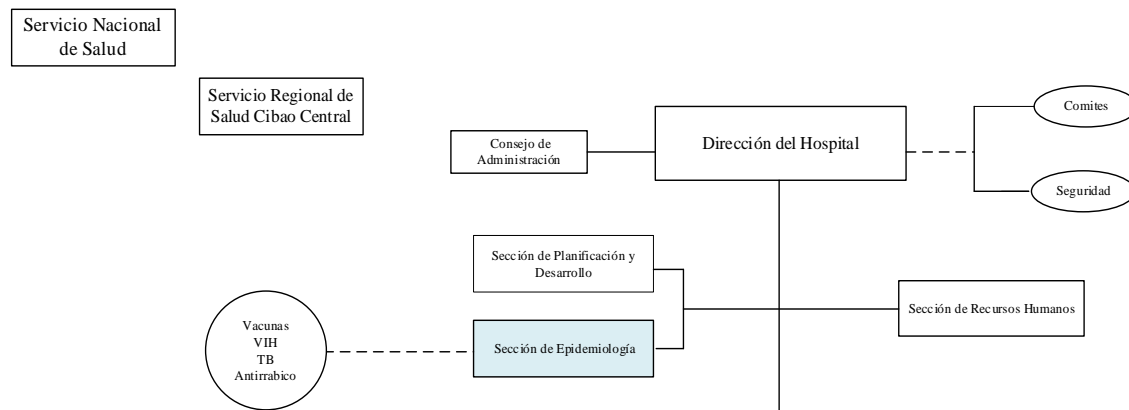 Servicio Nacional
de Salud
Servicio Regional de
Salud Cibao Central
Consejo de
Administración
Dirección del Hospital
Comites
Seguridad
Sección de Planificación y
Desarrollo
Sección de Recursos Humanos
Vacunas
VIH
TB
Antirrabico
Sección de Epidemiología